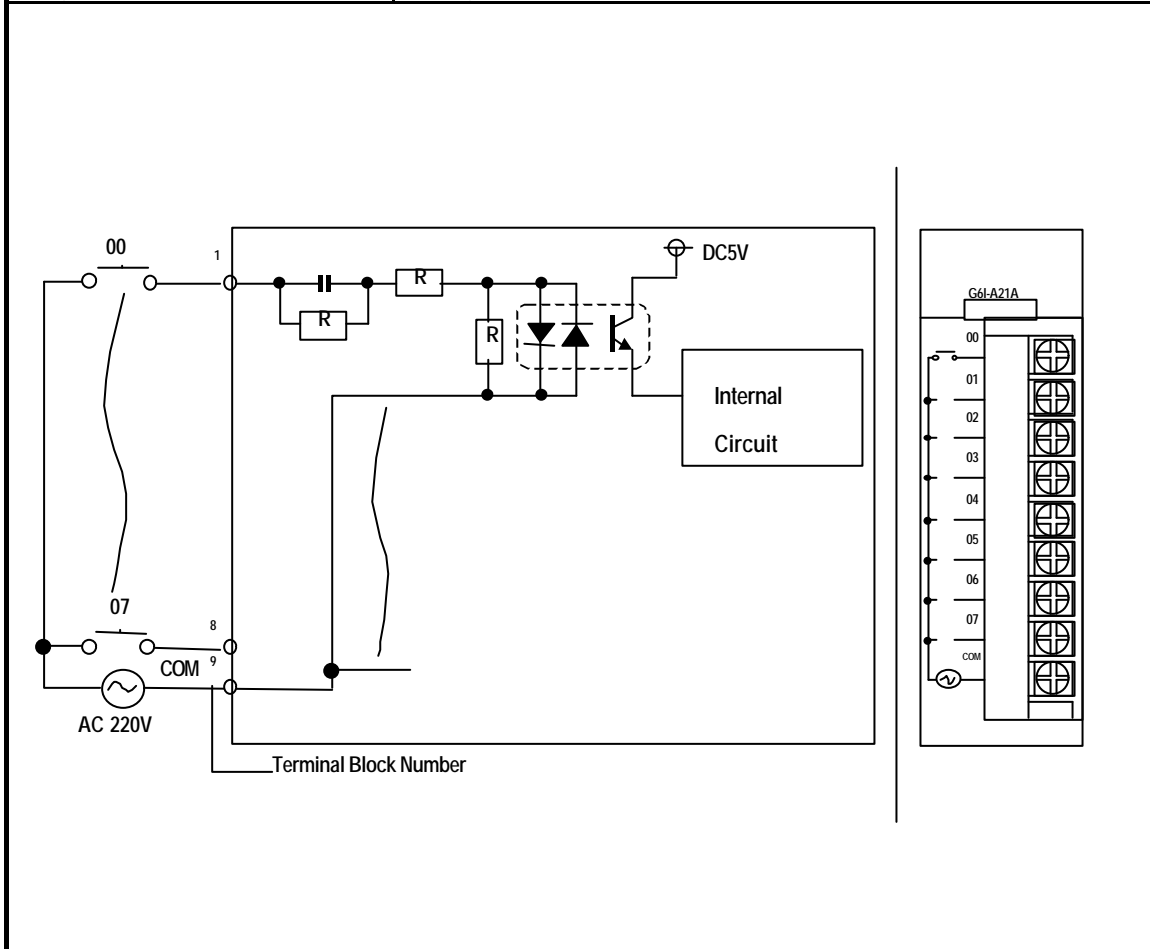 00
1
R
R
R
DC5V
Internal
Circuit
07
8
COM
9
AC 220V
Terminal Block Number
G6I-A21A
00
01
02
03
04
05
06
07
COM